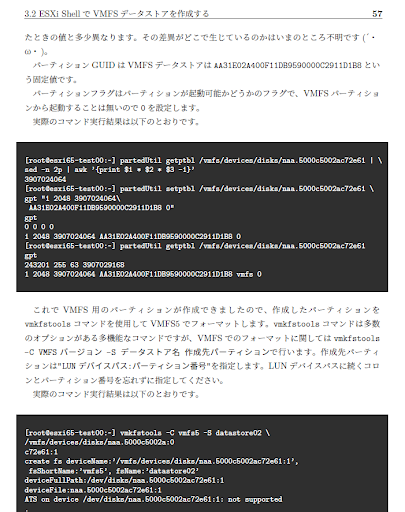 3.2 ESXi Shell で VMFS データストアを作成する 57
たときの値と多少異なります。その差異がどこで生じているのかはいまのところ不明です (´・
ω・`)。
パーティション GUID は VMFS データストアは AA31E02A400F11DB9590000C2911D1B8 とい
う固定値です。
パーティションフラグはパーティションが起動可能かどうかのフラグで、VMFS パーティショ
ンから起動することは無いので 0 を設定します。
実際のコマンド実行結果は以下のとおりです。
[root@esxi65-test00:~] partedUtil getptbl /vmfs/devices/disks/naa.5000c5002ac72e61 | \
sed -n 2p | awk '{print $1 * $2 * $3 -1}'
3907024064
[root@esxi65-test00:~] partedUtil setptbl /vmfs/devices/disks/naa.5000c5002ac72e61 \
gpt "1 2048 3907024064\
AA31E02A400F11DB9590000C2911D1B8 0"
gpt
0 0 0 0
1 2048 3907024064 AA31E02A400F11DB9590000C2911D1B8 0
[root@esxi65-test00:~] partedUtil getptbl /vmfs/devices/disks/naa.5000c5002ac72e61
gpt
243201 255 63 3907029168
1 2048 3907024064 AA31E02A400F11DB9590000C2911D1B8 vmfs 0
これで VMFS 用のパーティションが作成できましたので、作成したパーティションを
vmkfstools コマンドを使用して VMFS5 でフォーマットします。vmkfstools コマンドは多数
のオプションがある多機能なコマンドですが、VMFS でのフォーマットに関しては vmkfstools
-C VMFS バージョン -S データストア名 作成先パーティションで行います。作成先パーティ
ションは"LUN デバイスパス:パーティション番号"を指定します。LUN デバイスパスに続くコロ
ンとパーティション番号を忘れずに指定してください。
実際のコマンド実行結果は以下のとおりです。
[root@esxi65-test00:~] vmkfstools -C vmfs5 -S datastore02 \
/vmfs/devices/disks/naa.5000c5002a:0
c72e61:1
create fs deviceName:'/vmfs/devices/disks/naa.5000c5002ac72e61:1',
fsShortName:'vmfs5', fsName:'datastore02'
deviceFullPath:/dev/disks/naa.5000c5002ac72e61:1
deviceFile:naa.5000c5002ac72e61:1
ATS on device /dev/disks/naa.5000c5002ac72e61:1: not supported
.